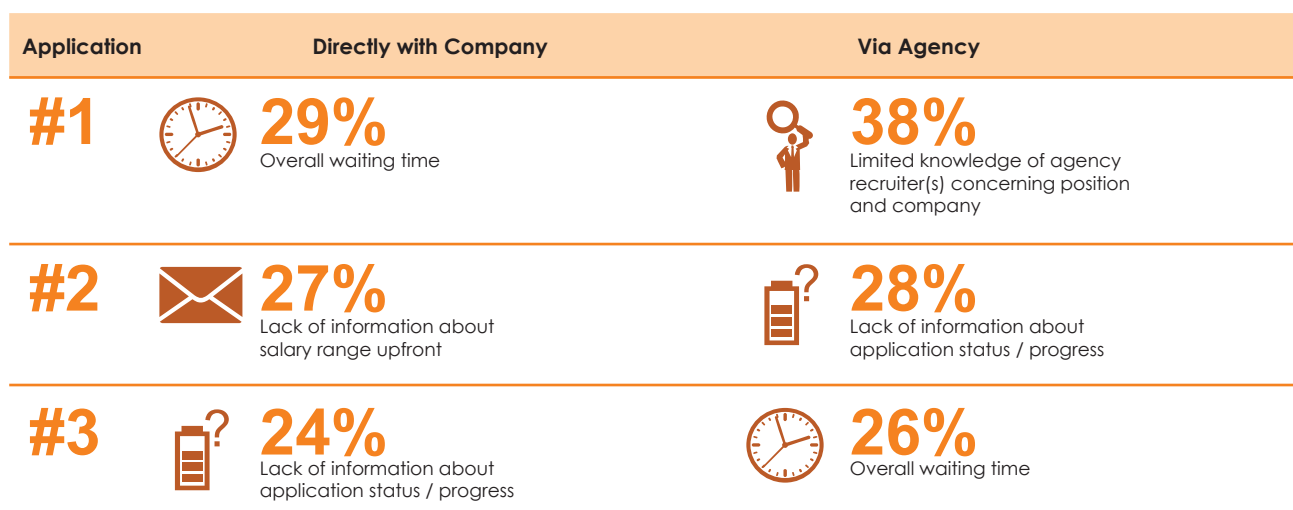 Application Directly with Company Via Agency
#1
29%
Overall waiting time
38%
Limited knowledge of agency
recruiter(s) concerning position
and company
#2
27%
Lack of information about
salary range upfront
?
28%
Lack of information about
application status / progress
#3
?
24%
Lack of information about
application status / progress
26%
Overall waiting time